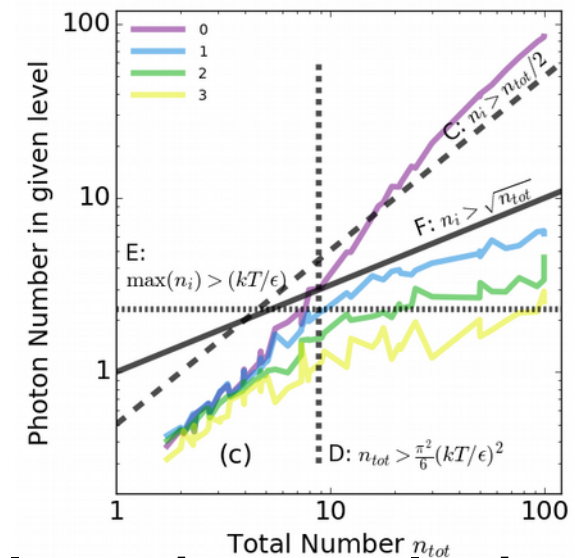 100
0
1
2
3
C: n_i > n_tot/2
10
F: n_i > √n_tot
E:
max(n_i) > (kT/ϵ)
1
(c)
D: n_tot > π²/6 (kT/ϵ)²
1
10
100
Total Number n_tot
Photon Number in given level